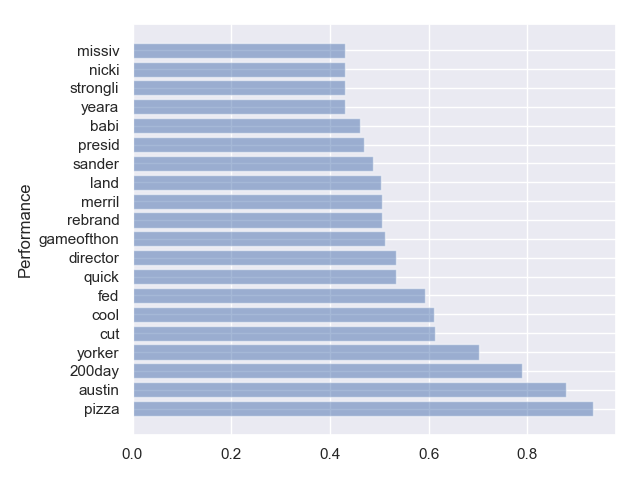 missiv
nicki
strongli
yeara
babi
presid
sander
land
merril
rebrand
gameofthon
director
quick
fed
cool
cut
yorker
200day
austin
pizza
Performance
0.0 0.2 0.4 0.6 0.8